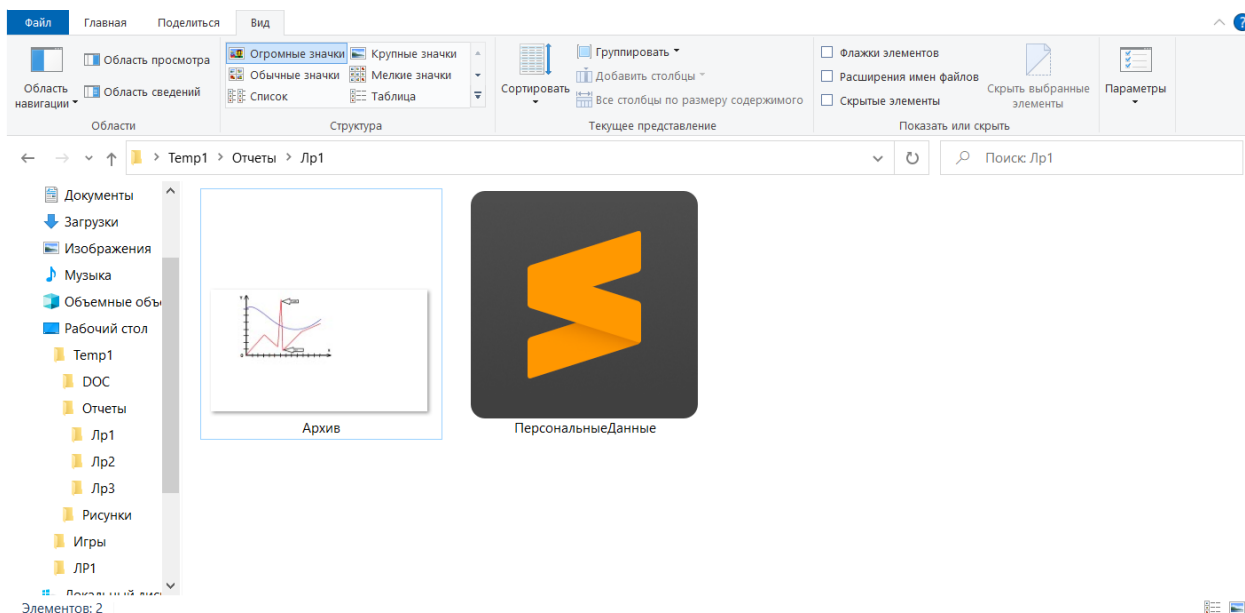 Файл Главная Поделиться Вид
Область навигации
Область просмотра
Область сведений
Области
Огромные значки Крупные значки
Обычные значки Мелкие значки
Список Таблица
Структура
Сортировать
Группировать
Добавить столбцы
Все столбцы по размеру содержимого
Текущее представление
Флажки элементов
Расширения имен файлов
Скрытые элементы
Скрыть выбранные
элементы
Показать или скрыть
Параметры
Temp1 > Отчеты > Лр1
Поиск: Лр1
Документы
Загрузки
Изображения
Музыка
Объемные объ
Рабочий стол
Temp1
DOC
Отчеты
Лр1
Лр2
Лр3
Рисунки
Игры
ЛР1
Архив
ПерсональныеДанные
Элементов: 2